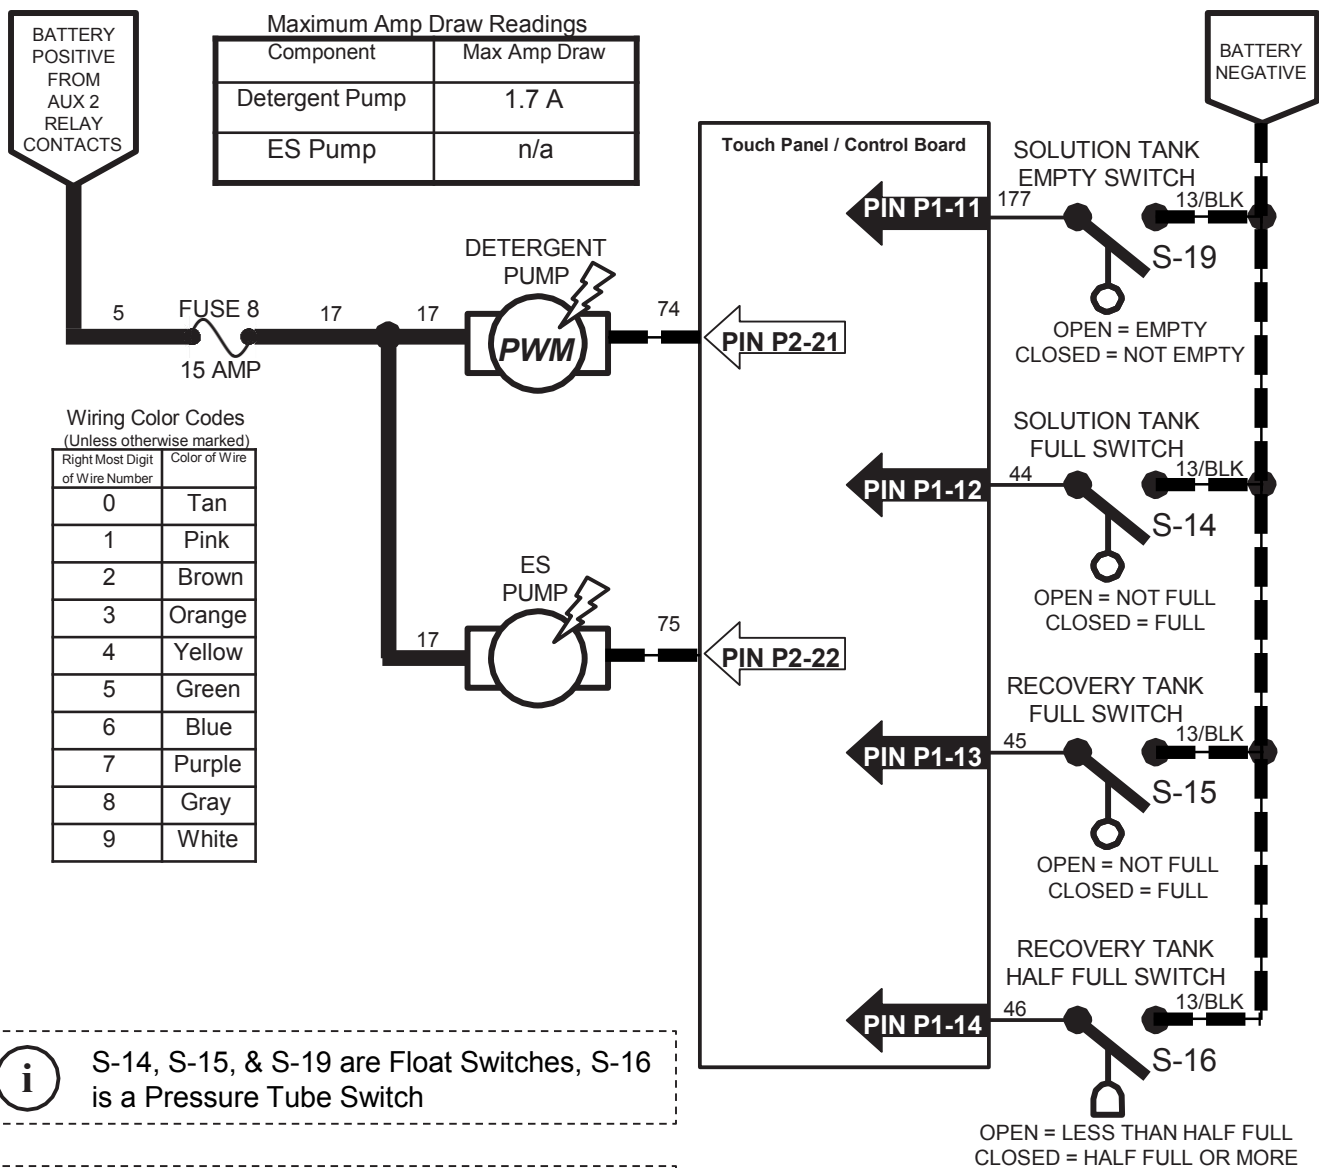 BATTERY
POSITIVE
FROM
AUX 2
RELAY
CONTACTS
Maximum Amp Draw Readings
Component Max Amp Draw
Detergent Pump 1.7 A
ES Pump n/a
BATTERY
NEGATIVE
Touch Panel / Control Board
SOLUTION TANK
EMPTY SWITCH
PIN P1-11
177
13/BLK
S-19
OPEN = EMPTY
CLOSED = NOT EMPTY
DETERGENT
PUMP
PWM
5
FUSE 8
15 AMP
17
17
74
PIN P2-21
SOLUTION TANK
FULL SWITCH
PIN P1-12
44
13/BLK
S-14
OPEN = NOT FULL
CLOSED = FULL
Wiring Color Codes
(Unless otherwise marked)
Right Most Digit
of Wire Number
Color of Wire
0 Tan
1 Pink
2 Brown
3 Orange
4 Yellow
5 Green
6 Blue
7 Purple
8 Gray
9 White
ES
PUMP
17
75
PIN P2-22
RECOVERY TANK
FULL SWITCH
PIN P1-13
45
13/BLK
S-15
OPEN = NOT FULL
CLOSED = FULL
RECOVERY TANK
HALF FULL SWITCH
PIN P1-14
46
13/BLK
S-16
OPEN = LESS THAN HALF FULL
CLOSED = HALF FULL OR MORE
i
S-14, S-15, & S-19 are Float Switches, S-16
is a Pressure Tube Switch